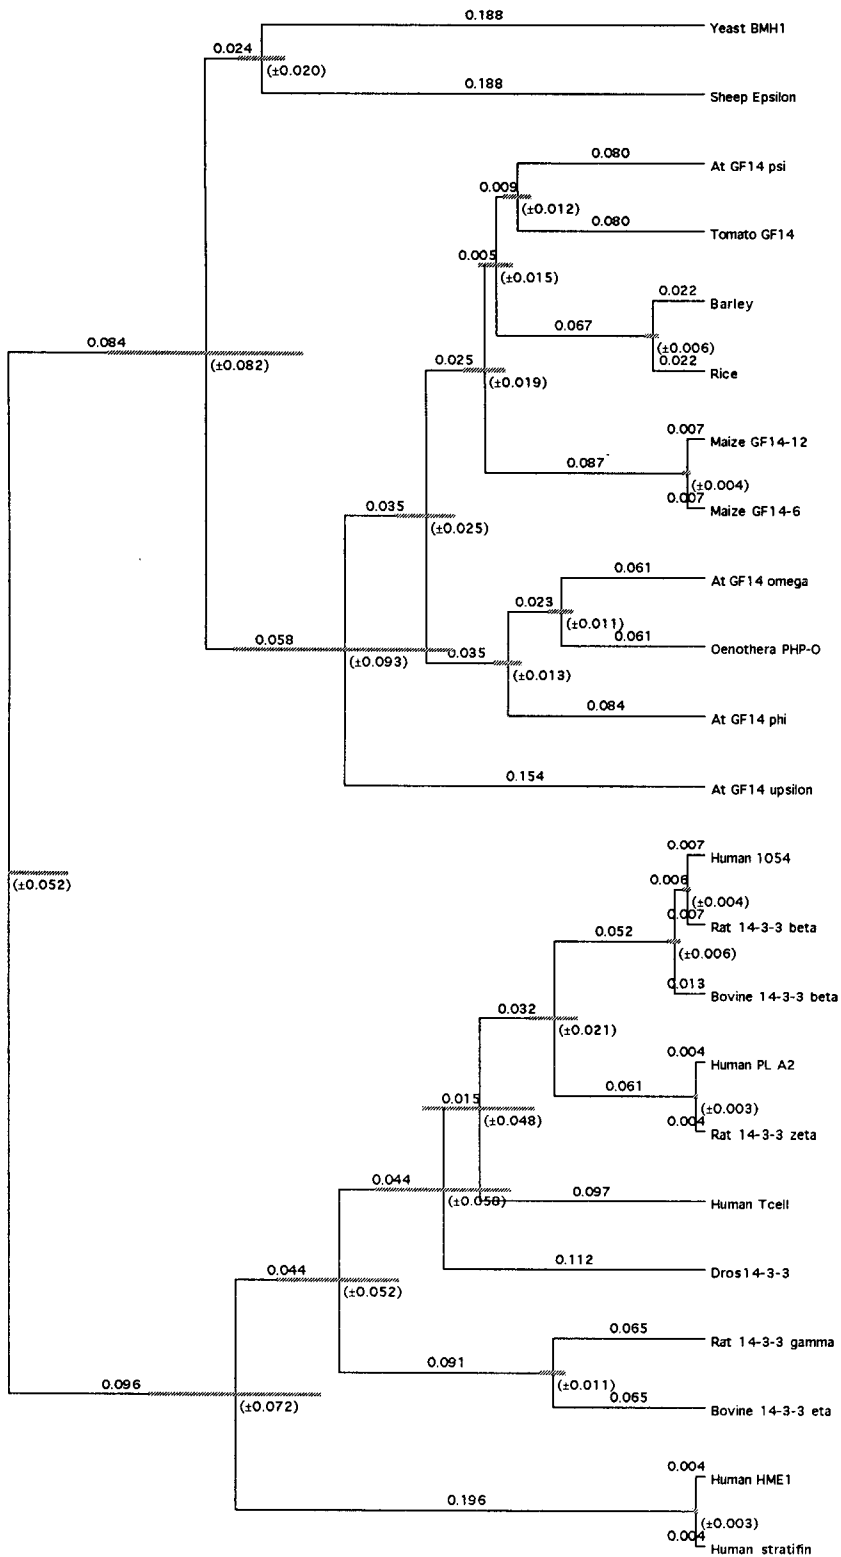 0.188
Yeast BMH1
0.024
(±0.020)
0.188
Sheep Epsilon
0.080
At GF14 psi
0.009
(±0.012)
0.080
Tomato GF14
0.005
(±0.015)
0.022
Barley
0.067
(±0.006)
0.084
(±0.082)
0.025
(±0.019)
0.022
Rice
0.007
Maize GF14-12
0.087
(±0.004)
0.007
Maize GF14-6
0.035
(±0.025)
0.061
At GF14 omega
0.023
(±0.011)
0.061
Oenothera PHP-O
0.058
(±0.093)
0.035
(±0.013)
0.084
At GF14 phi
0.154
At GF14 upsilon
0.007
Human 1054
(±0.052)
0.006
(±0.004)
0.007
Rat 14-3-3 beta
0.052
(±0.006)
0.013
Bovine 14-3-3 beta
0.032
(±0.021)
0.004
Human PL A2
0.061
(±0.003)
0.015
(±0.048)
0.004
Rat 14-3-3 zeta
0.044
(±0.058)
0.097
Human Tcell
0.112
Dros14-3-3
0.044
(±0.052)
0.065
Rat 14-3-3 gamma
0.091
(±0.011)
0.065
Bovine 14-3-3 eta
0.096
(±0.072)
0.004
Human HME1
0.196
(±0.003)
0.004
Human stratifin